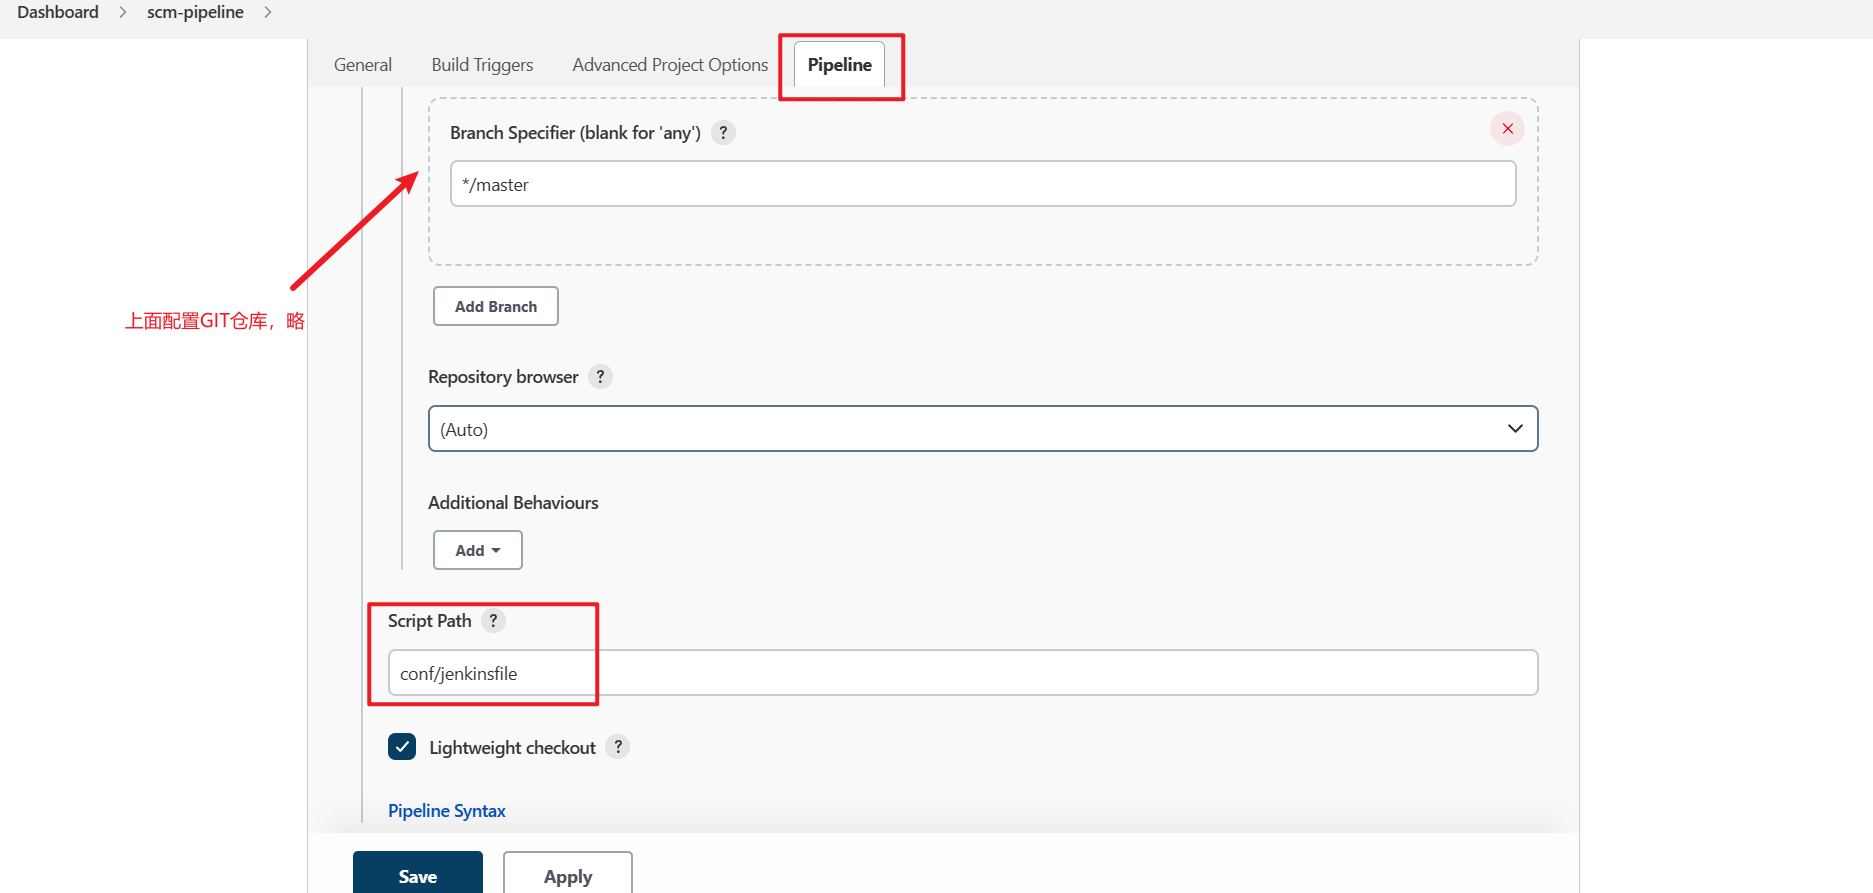 Dashboard > scm-pipeline >
General Build Triggers Advanced Project Options Pipeline
Branch Specifier (blank for 'any') ?
*/master
上面配置GIT仓库，略
Add Branch
Repository browser ?
(Auto)
Additional Behaviours
Add
Script Path ?
conf/jenkinsfile
Lightweight checkout ?
Pipeline Syntax
Save Apply